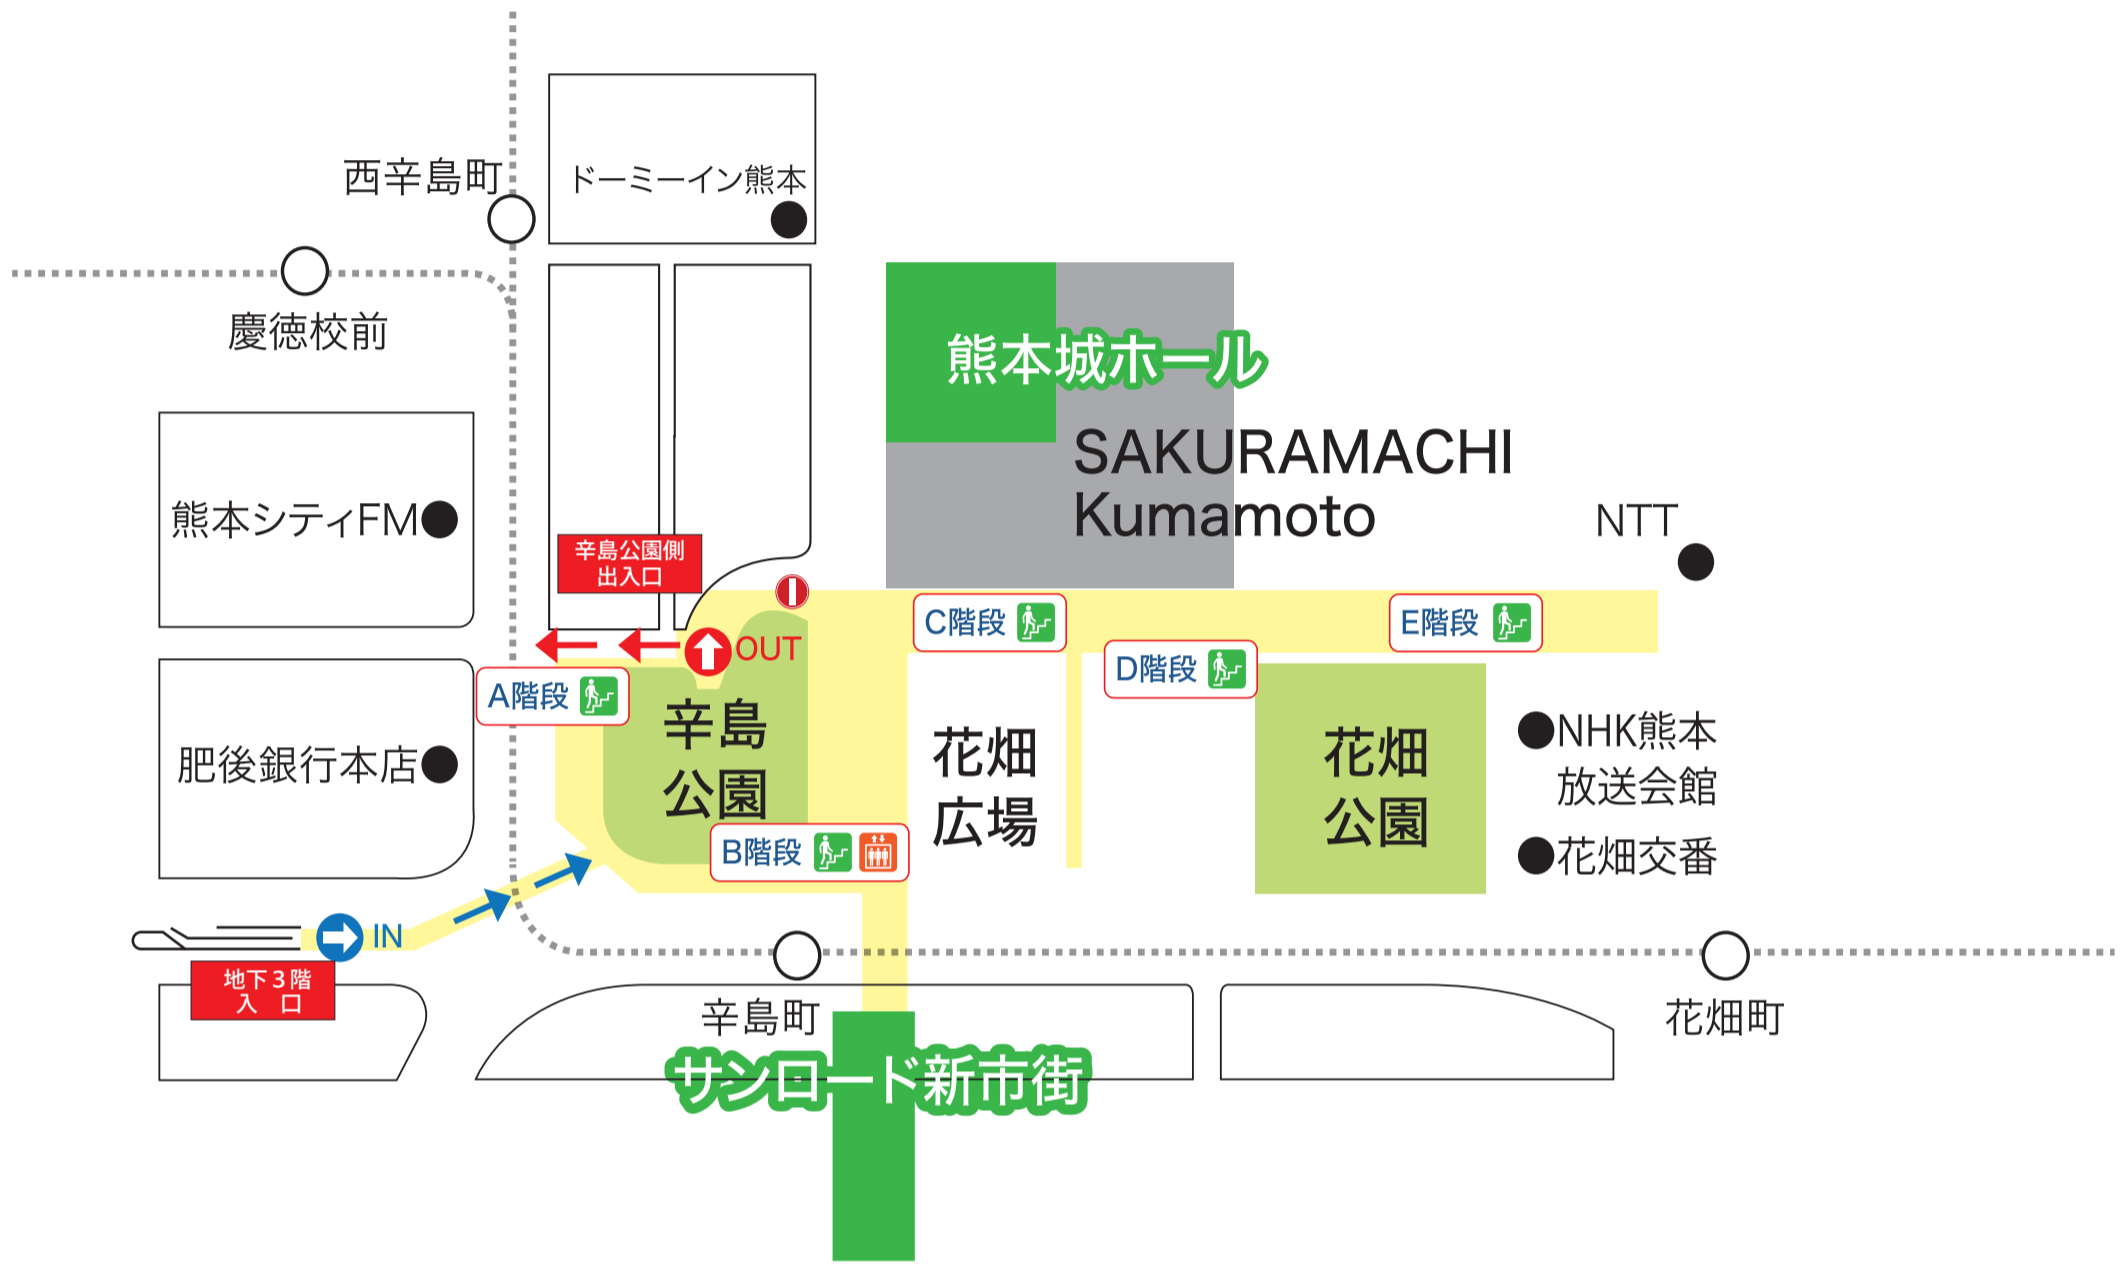 西辛島町
ドーミーイン熊本
慶徳校前
熊本城ホール
SAKURAMACHI
Kumamoto
熊本シティFM
NTT
辛島公園側
出入口
C階段
E階段
OUT
D階段
A階段
辛島
公園
花畑
広場
花畑
公園
NHK熊本
放送会館
肥後銀行本店
B階段
花畑交番
IN
地下3階
入 口
辛島町
花畑町
サンロード新市街